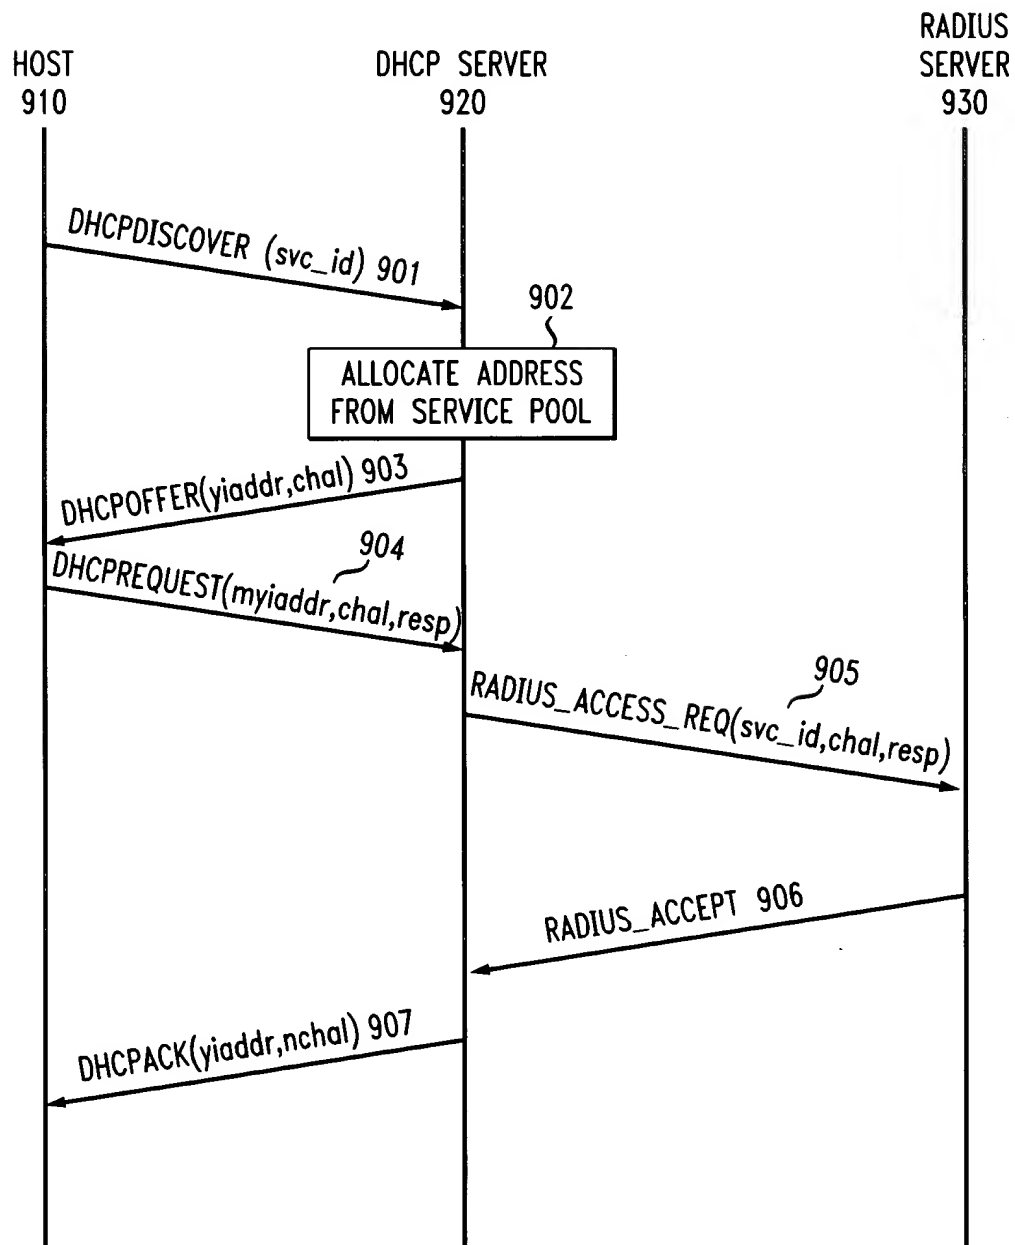 HOST
910
DHCP SERVER
920
RADIUS
SERVER
930
DHCPDISCOVER (svc_id) 901
902
ALLOCATE ADDRESS
FROM SERVICE POOL
DHCPOFFER(yiaddr,chal) 903
904
DHCPREQUEST(myiaddr,chal,resp)
905
RADIUS_ACCESS_REQ(svc_id,chal,resp)
RADIUS_ACCEPT 906
DHCPACK(yiaddr,nchal) 907